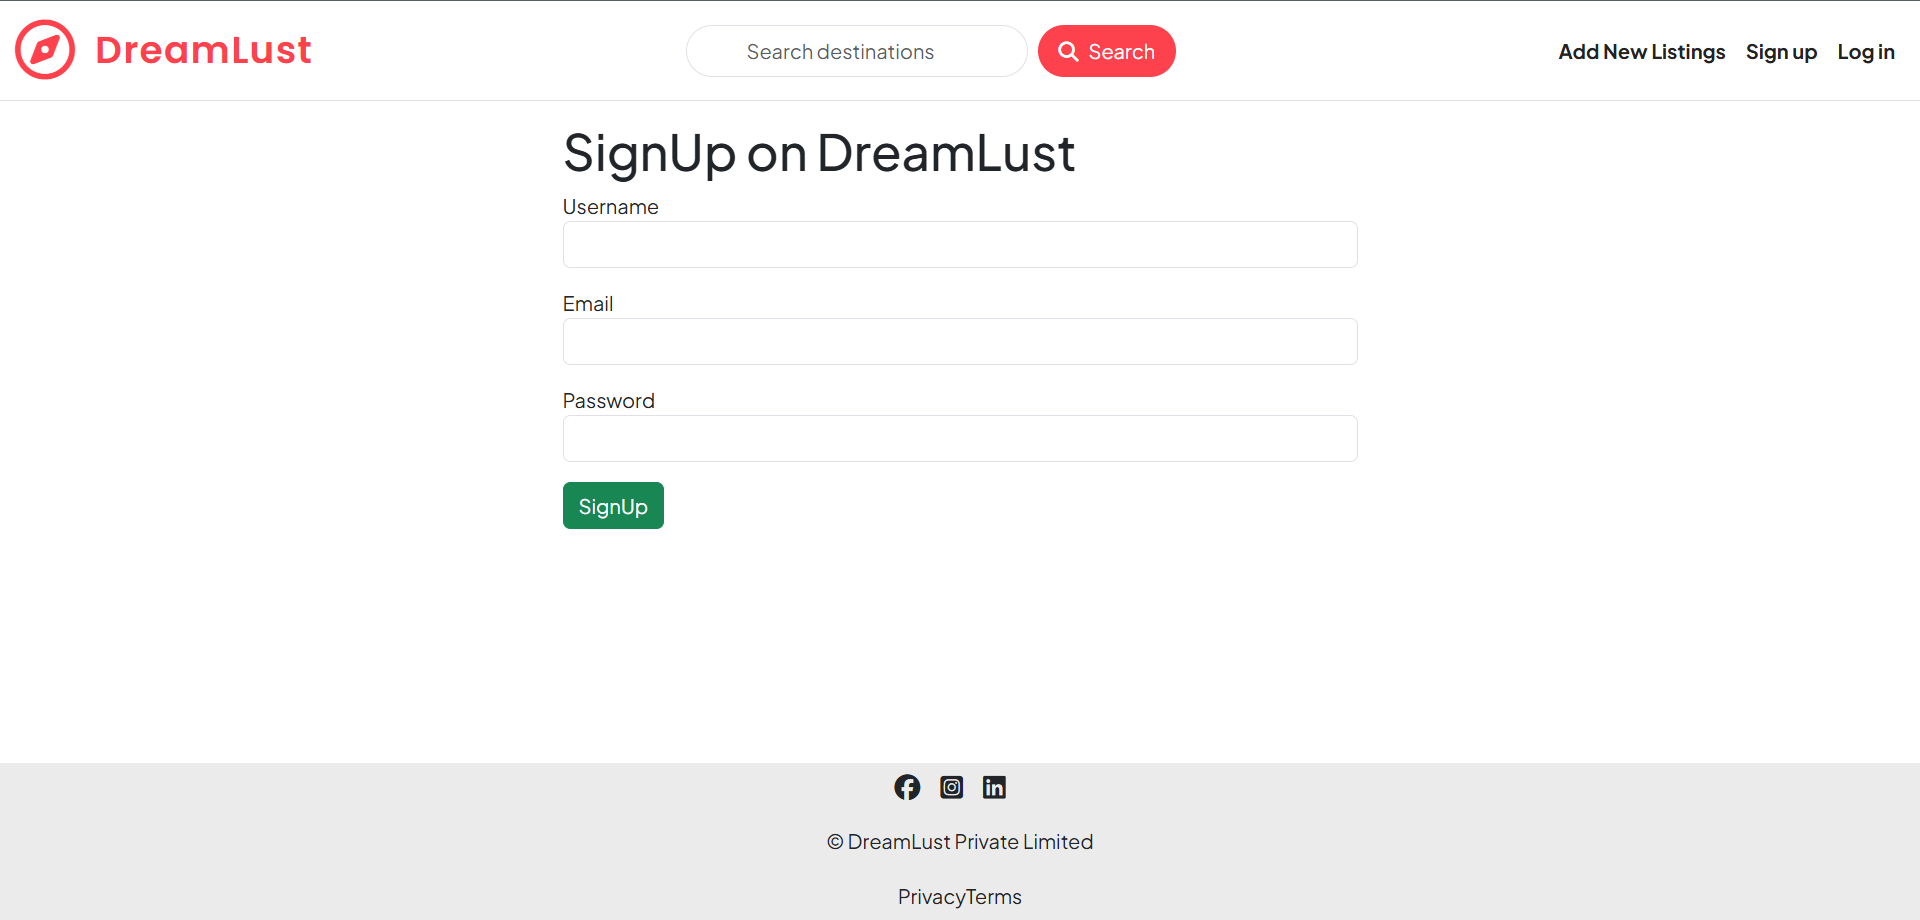 DreamLust
Search destinations
Search
Add New Listings
Sign up
Log in
SignUp on DreamLust
Username
Email
Password
SignUp
© DreamLust Private Limited
PrivacyTerms